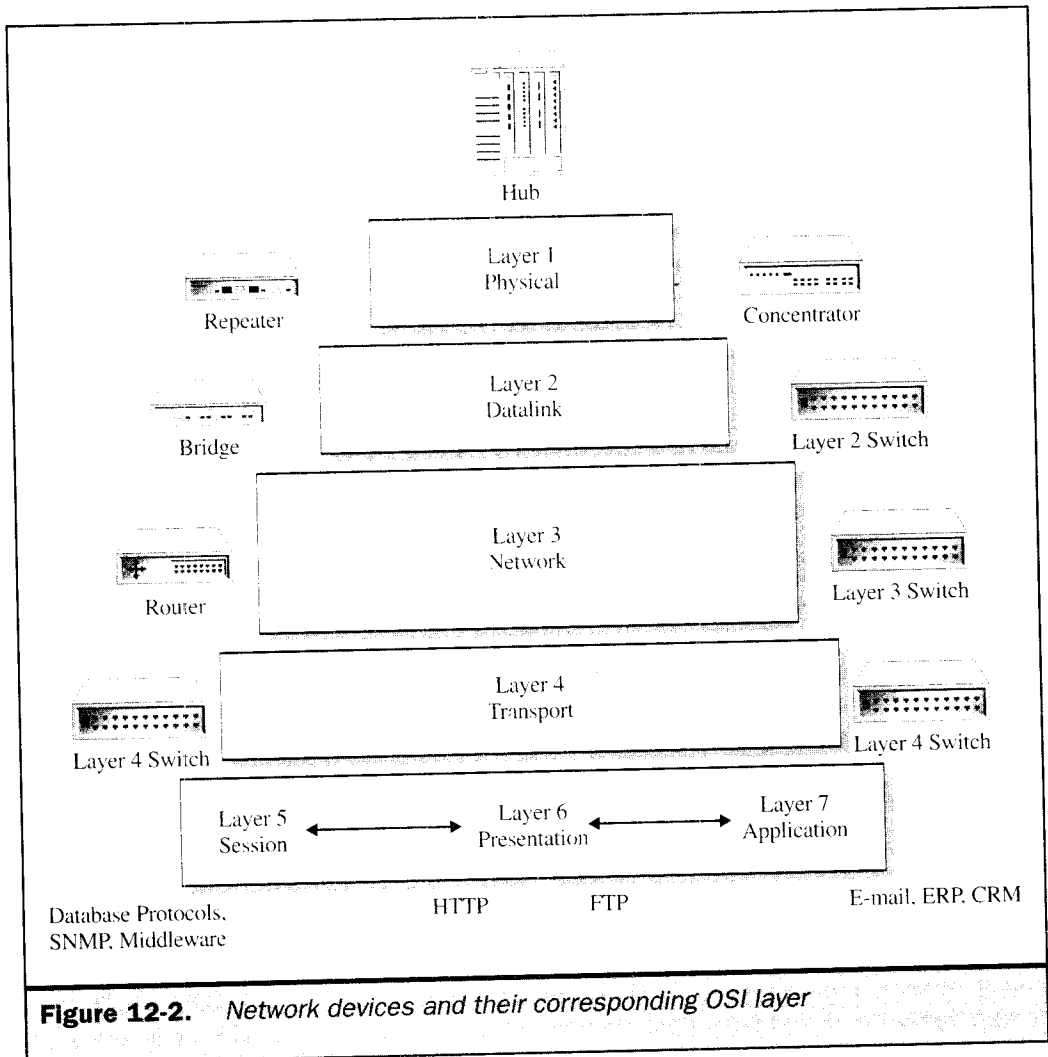 Hub
Layer 1
Physical
Repeater
Concentrator
Layer 2
Datalink
Bridge
Layer 2 Switch
Layer 3
Network
Router
Layer 3 Switch
Layer 4
Transport
Layer 4 Switch
Layer 4 Switch
Layer 5
Session
Layer 6
Presentation
Layer 7
Application
Database Protocols,
SNMP, Middleware
HTTP
FTP
E-mail, ERP, CRM
Figure 12-2. Network devices and their corresponding OSI layer